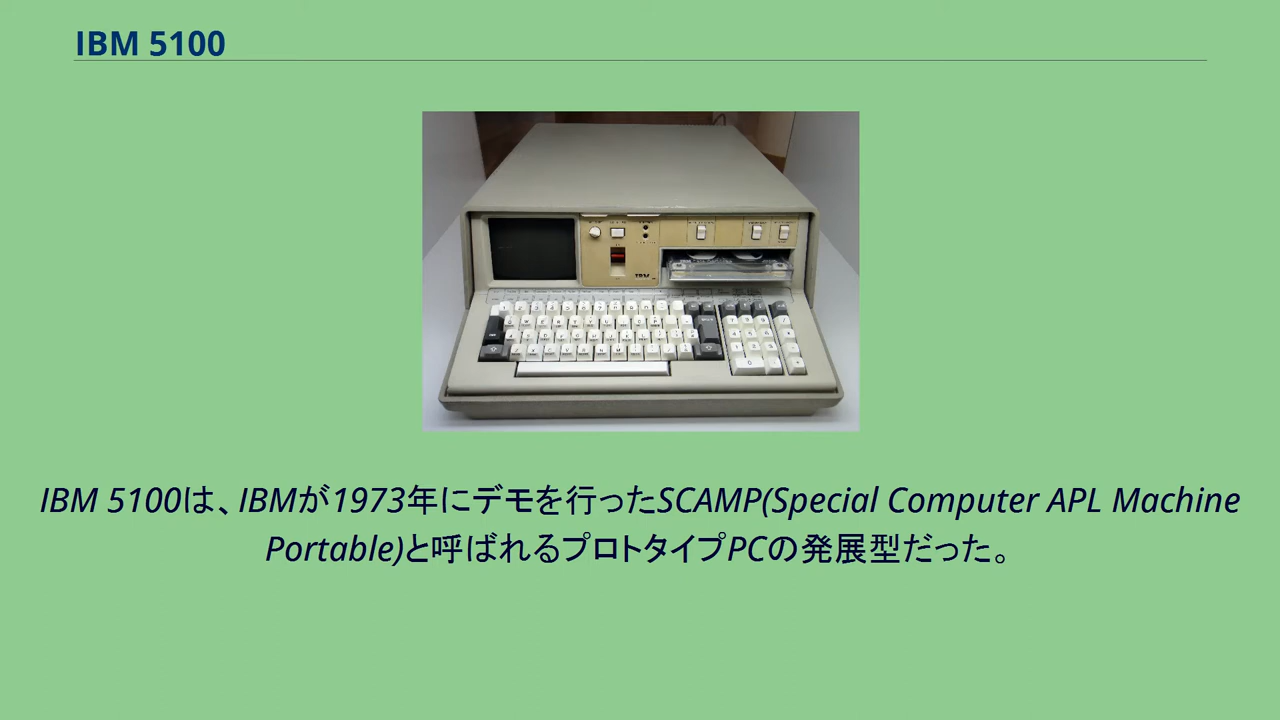 IBM 5100
IBM
IBM 5100は、IBMが1973年にデモを行ったSCAMP(Special Computer APL Machine
Portable)と呼ばれるプロトタイプPCの発展型だった。